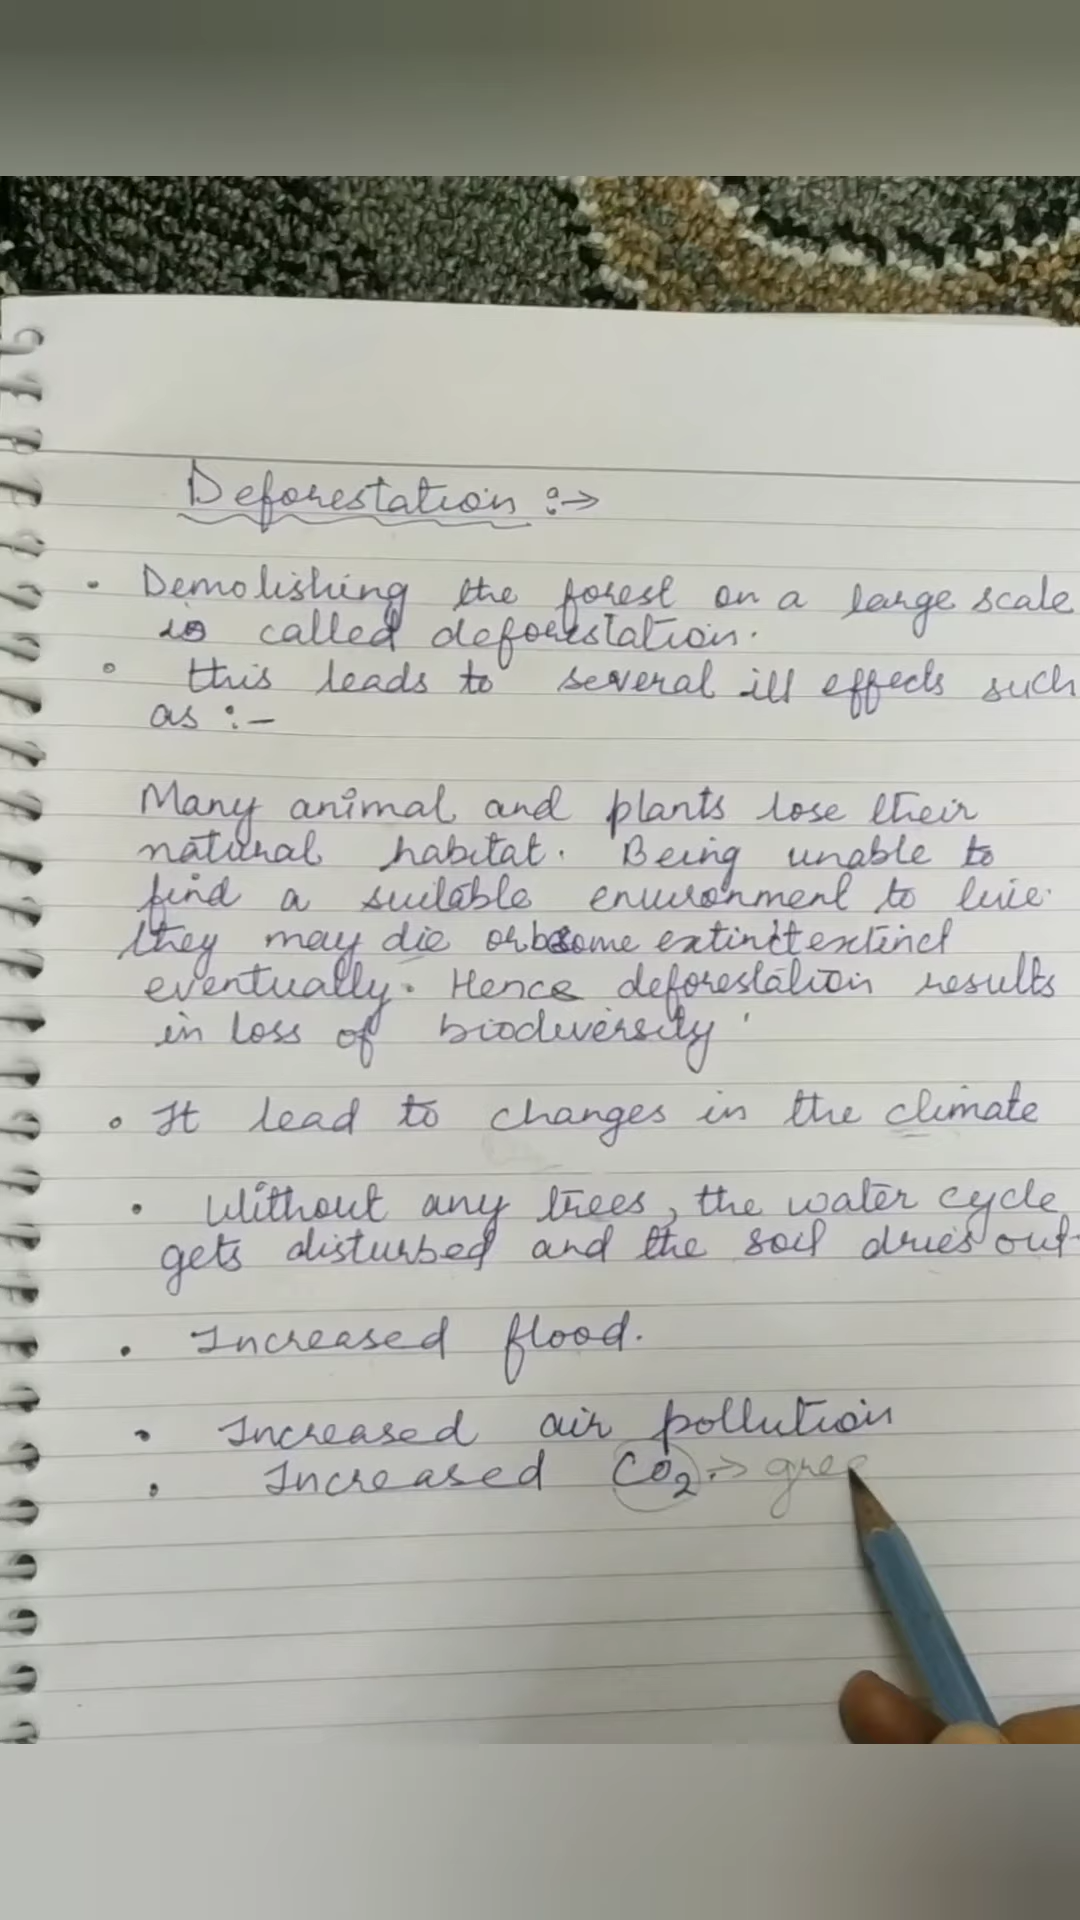 Deforestation :→
• Demolishing the forest on a large scale
is called deforestation.
• this leads to several ill effects such
as :-
Many animal and plants lose their
natural habitat. Being unable to
find a suitable environment to live.
they may die or become extinct extinct
eventually. Hence deforestation results
in loss of biodiversity.
• It lead to changes in the climate
• Without any trees, the water cycle
gets disturbed and the soil dries out.
• Increased flood.
• Increased air pollution
• Increased CO2 → gree